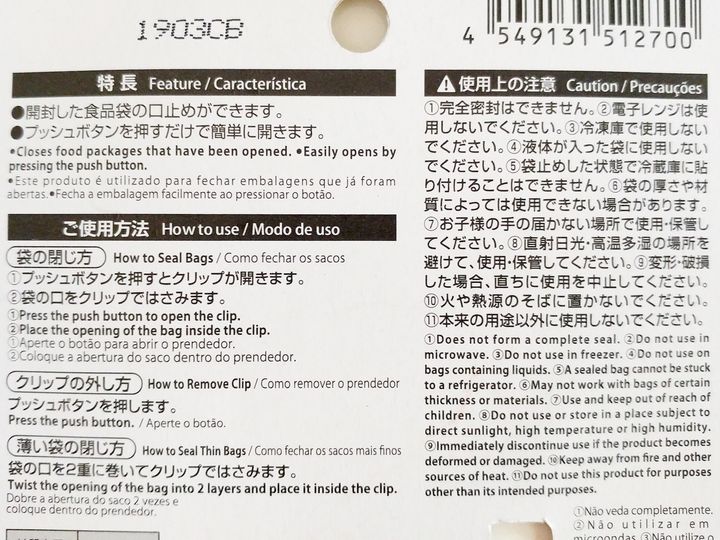 1903CB
4 549131 512700
特長 Feature / Característica
●開封した食品袋の口止めができます。
●プッシュボタンを押すだけで簡単に開きます。
●Closes food packages that have been opened. ●Easily opens by
pressing the push button.
●Este produto é utilizado para fechar embalagens que já foram
abertas.●Fecha a embalagem facilmente ao pressionar o botão.
ご使用方法 How to use / Modo de uso
袋の閉じ方 How to Seal Bags / Como fechar os sacos
①プッシュボタンを押すとクリップが開きます。
②袋の口をクリップではさみます。
①Press the push button to open the clip.
②Place the opening of the bag inside the clip.
①Aperte o botão para abrir o prendedor.
②Coloque a abertura do saco dentro do prendedor.
クリップの外し方 How to Remove Clip / Como remover o prendedor
プッシュボタンを押します。
Press the push button. / Aperte o botão.
薄い袋の閉じ方 How to Seal Thin Bags / Como fechar os sacos mais finos
袋の口を2重に巻いてクリップではさみます。
Twist the opening of the bag into 2 layers and place it inside the clip.
Dobre a abertura do saco 2 vezes e
coloque dentro do prendedor.
⚠使用上の注意 Caution / Precauções
①完全密封はできません。②電子レンジは使
用しないでください。③冷凍庫で使用しない
でください。④液体が入った袋に使用しない
でください。⑤袋止めした状態で冷蔵庫に貼
り付けることはできません。⑥袋の厚さや材
質によっては使用できない場合があります。
⑦お子様の手の届かない場所で使用・保管し
てください。⑧直射日光・高温多湿の場所を
避けて、使用・保管してください。⑨変形・破損
した場合、直ちに使用を中止してください。
⑩火や熱源のそばに置かないでください。
⑪本来の用途以外に使用しないでください。
①Does not form a complete seal. ②Do not use in
microwave. ③Do not use in freezer. ④Do not use on
bags containing liquids. ⑤A sealed bag cannot be stuck
to a refrigerator. ⑥May not work with bags of certain
thickness or materials. ⑦Use and keep out of reach of
children. ⑧Do not use or store in a place subject to
direct sunlight, high temperature or high humidity.
⑨Immediately discontinue use if the product becomes
deformed or damaged. ⑩Keep away from fire and other
sources of heat. ⑪Do not use this product for purposes
other than its intended purposes.
①Não veda completamente.
②Não utilizar em
microondas. ③Não utilize o